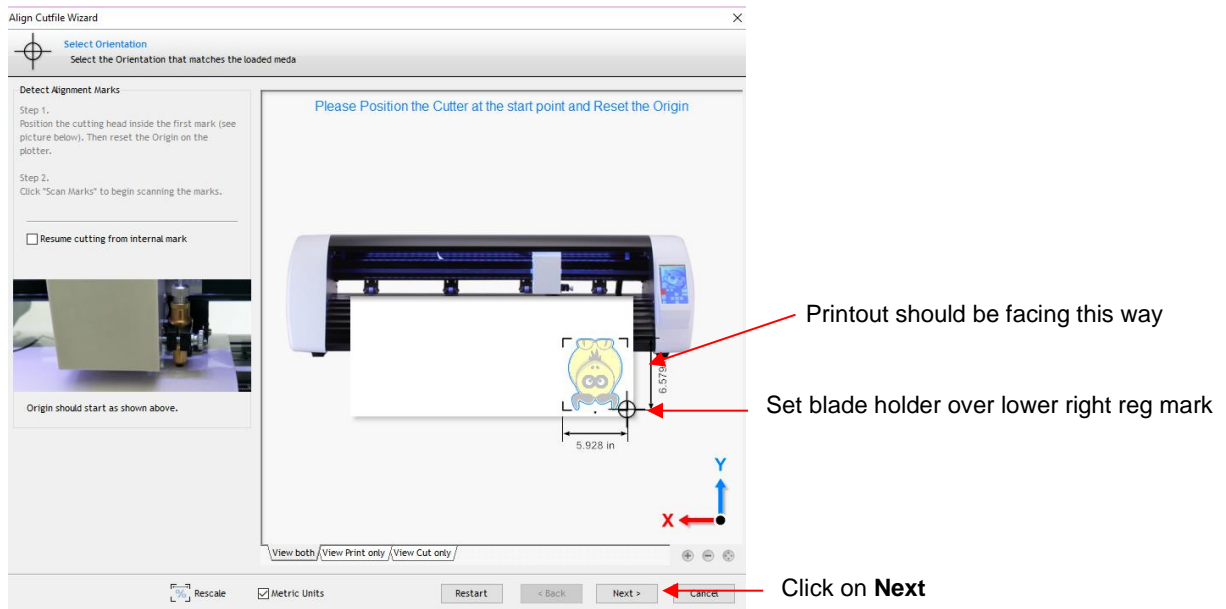 Align Cutfile Wizard
Select Orientation
Select the Orientation that matches the loaded meda
Detect Alignment Marks
Step 1.
Position the cutting head inside the first mark (see
picture below). Then reset the Origin on the
plotter.
Step 2.
Click "Scan Marks" to begin scanning the marks.
Resume cutting from internal mark
Origin should start as shown above.
Please Position the Cutter at the start point and Reset the Origin
6.579
5.928 in
Y
X
View both
View Print only
View Cut only
% Rescale
Metric Units
Restart
< Back
Next >
Cancel
Printout should be facing this way
Set blade holder over lower right reg mark
Click on Next